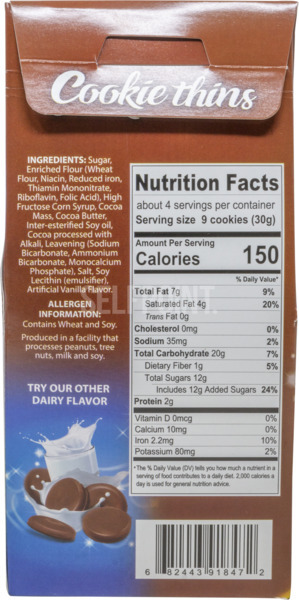 Cookie thins
INGREDIENTS: Sugar,
Enriched Flour (Wheat
Flour, Niacin, Reduced iron,
Thiamin Mononitrate,
Riboflavin, Folic Acid), High
Fructose Corn Syrup, Cocoa
Mass, Cocoa Butter,
Inter-esterified Soy oil,
Cocoa processed with
Alkali, Leavening (Sodium
Bicarbonate, Ammonium
Bicarbonate, Monocalcium
Phosphate), Salt, Soy
Lecithin (emulsifier),
Artificial Vanilla Flavor.
ALLERGEN
INFORMATION:
Contains Wheat and Soy.
Produced in a facility that
processes peanuts, tree
nuts, milk and soy.
TRY OUR OTHER
DAIRY FLAVOR
Nutrition Facts
about 4 servings per container
Serving size 9 cookies (30g)
Amount Per Serving
Calories 150
% Daily Value*
Total Fat 7g 9%
Saturated Fat 4g 20%
Trans Fat 0g
Cholesterol 0mg 0%
Sodium 35mg 2%
Total Carbohydrate 20g 7%
Dietary Fiber 1g 5%
Total Sugars 12g
Includes 12g Added Sugars 24%
Protein 2g
Vitamin D 0mcg 0%
Calcium 10mg 0%
Iron 2.2mg 10%
Potassium 80mg 2%
*The % Daily Value (DV) tells you how much a nutrient in a
serving of food contributes to a daily diet. 2,000 calories a
day is used for general nutrition advice.
6 82443 91847 2